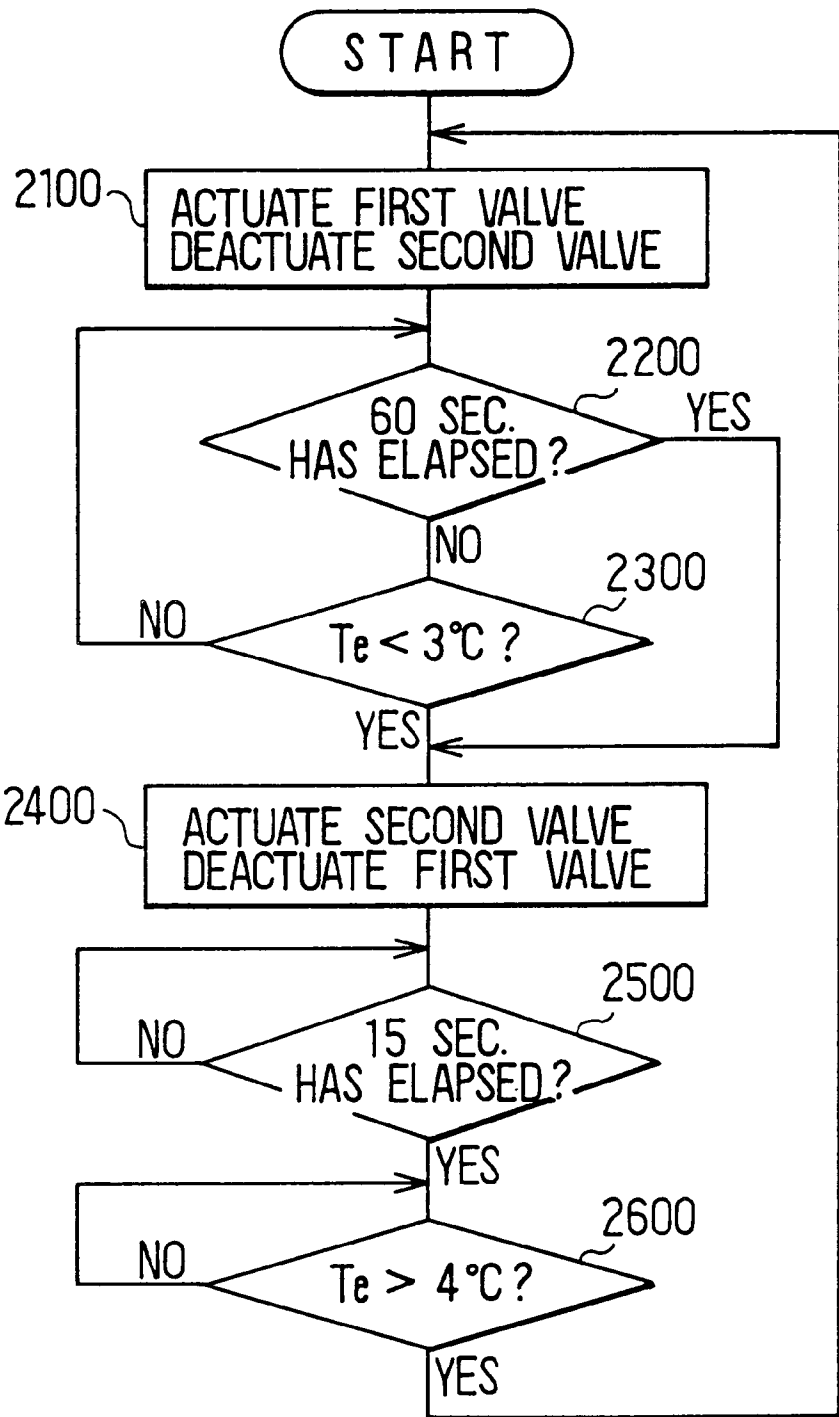 START
2100
ACTUATE FIRST VALVE
DEACTUATE SECOND VALVE
2200
60 SEC.
HAS ELAPSED?
YES
NO
2300
Te < 3°C?
NO
YES
2400
ACTUATE SECOND VALVE
DEACTUATE FIRST VALVE
2500
15 SEC.
HAS ELAPSED?
NO
YES
2600
Te > 4°C?
NO
YES